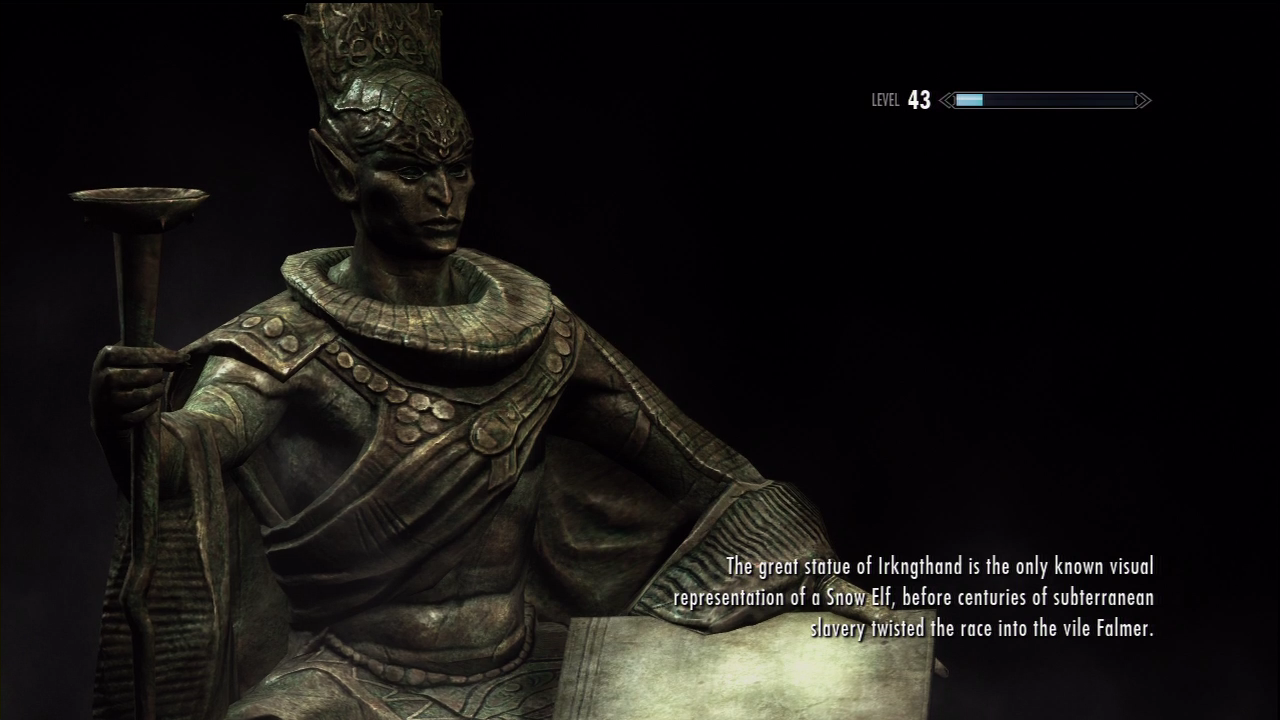 LEVEL 43
The great statue of Irkngthand is the only known visual
representation of a Snow Elf, before centuries of subterranean
slavery twisted the race into the vile Falmer.